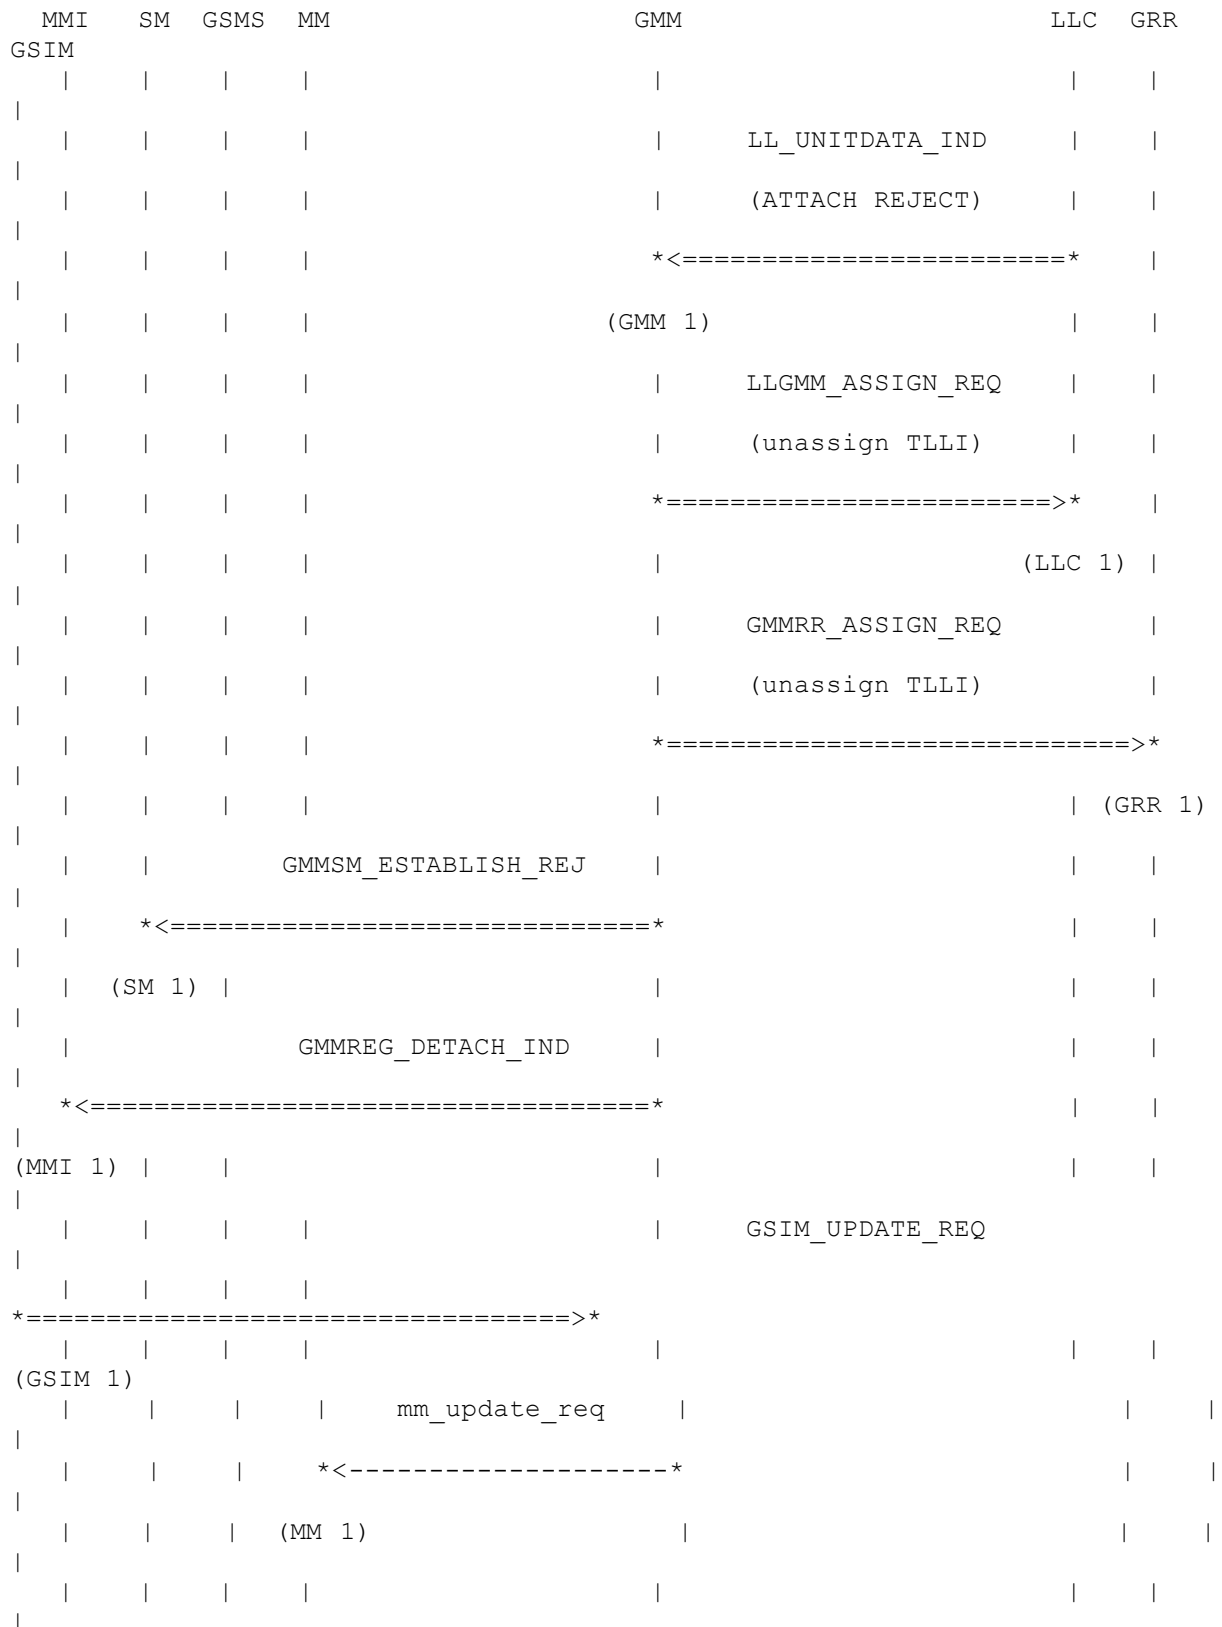 MMI    SM  GSMS  MM                   GMM                       LLC  GRR
GSIM
   |    |    |    |                     |                         |    |
|
   |    |    |    |                     |     LL_UNITDATA_IND     |    |
|
   |    |    |    |                     |     (ATTACH REJECT)     |    |
|
   |    |    |    |                     *<========================*    |
|
   |    |    |    |                  (GMM 1)                      |    |
|
   |    |    |    |                     |     LLGMM_ASSIGN_REQ    |    |
|
   |    |    |    |                     |     (unassign TLLI)     |    |
|
   |    |    |    |                     *========================>*    |
|
   |    |    |    |                     |                      (LLC 1) |
|
   |    |    |    |                     |     GMMRR_ASSIGN_REQ         |
|
   |    |    |    |                     |     (unassign TLLI)          |
|
   |    |    |    |                     *=============================>*
|
   |    |    |    |                     |                         | (GRR 1)
|
   |    |        GMMSM_ESTABLISH_REJ    |                         |    |
|
   |    *<==============================*                         |    |
|
   |  (SM 1) |                          |                         |    |
|
   |              GMMREG_DETACH_IND     |                         |    |
|
   *<===================================*                         |    |
|
(MMI 1) |    |                          |                         |    |
|
   |    |    |    |                     |     GSIM_UPDATE_REQ
|
   |    |    |    |
*==================================>*
   |    |    |    |                     |                         |    |
(GSIM 1)
   |     |    |    |    mm_update_req    |                           |    |
|
   |     |    |    *<--------------------*                           |    |
|
   |    |    |  (MM 1)                   |                           |    |
|
   |    |    |    |                     |                         |    |
|